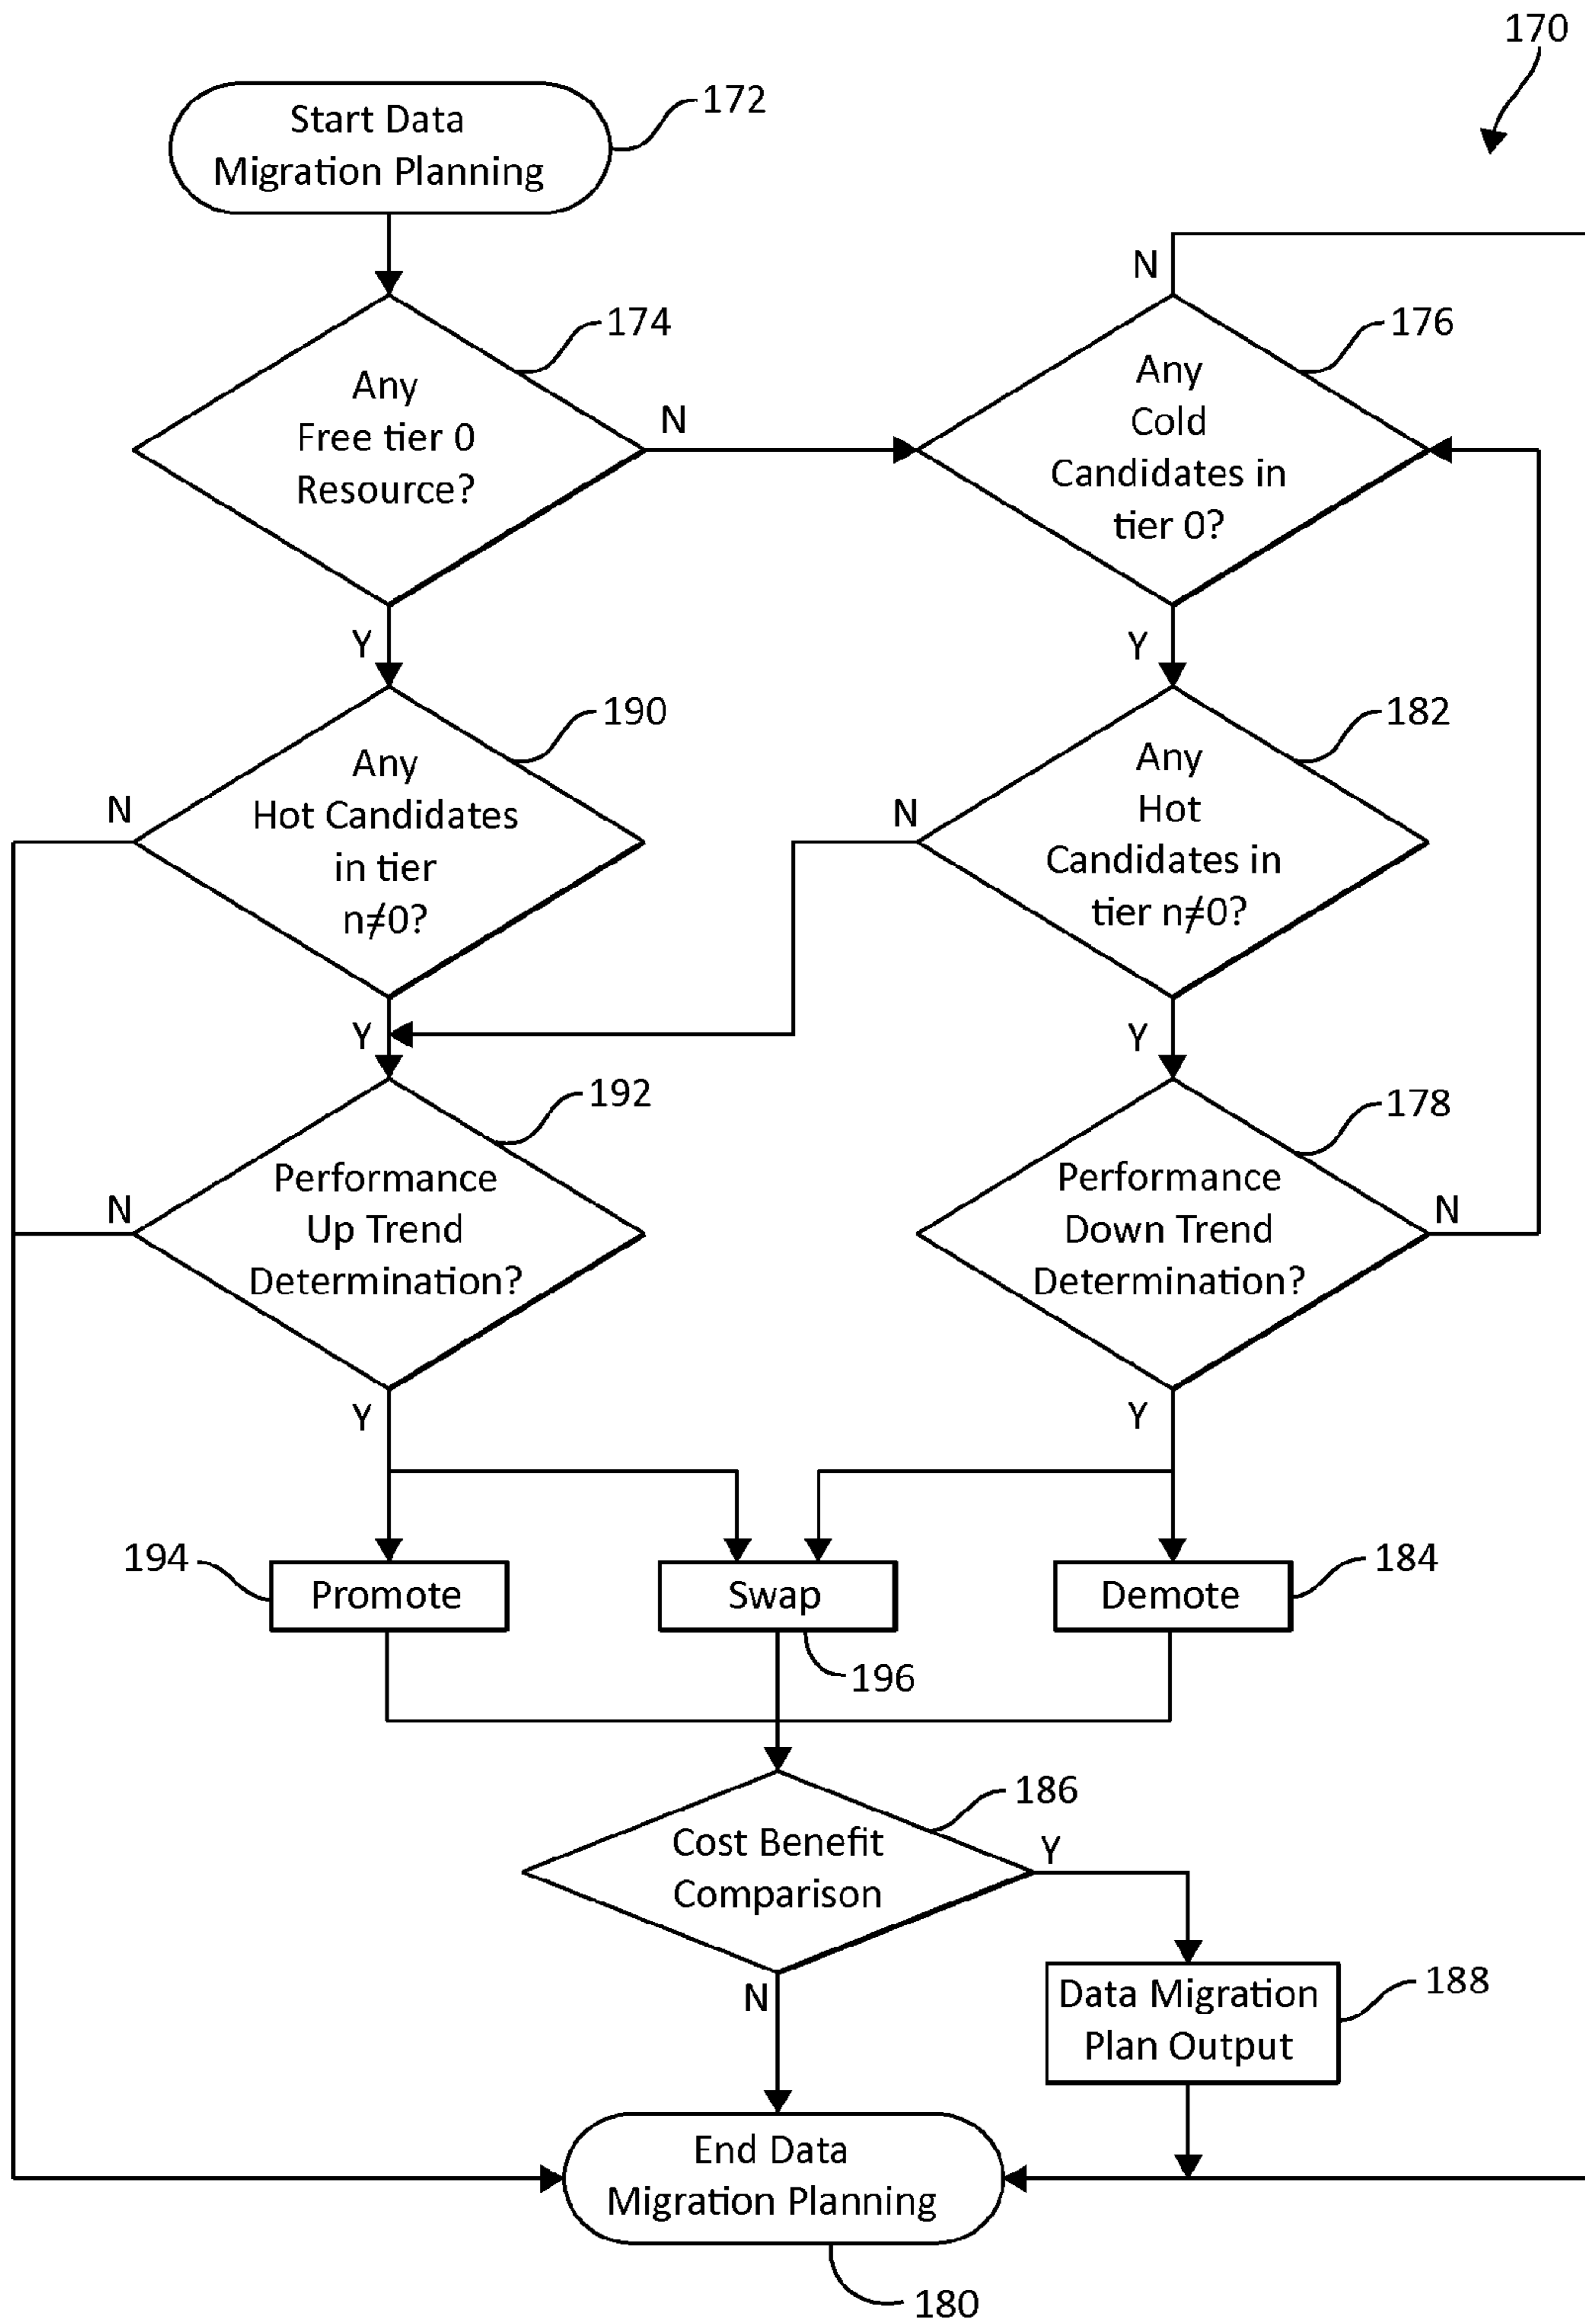 170
Start Data
Migration Planning
172
N
174
176
Any
Free tier 0
Resource?
N
Any
Cold
Candidates in
tier 0?
Y
Y
190
182
Any
Hot Candidates
in tier
n≠0?
N
Any
Hot
Candidates in
tier n≠0?
N
Y
Y
192
178
Performance
Up Trend
Determination?
N
Performance
Down Trend
Determination?
N
Y
Y
194
Promote
Swap
Demote
184
196
186
Cost Benefit
Comparison
Y
N
Data Migration
Plan Output
188
End Data
Migration Planning
180